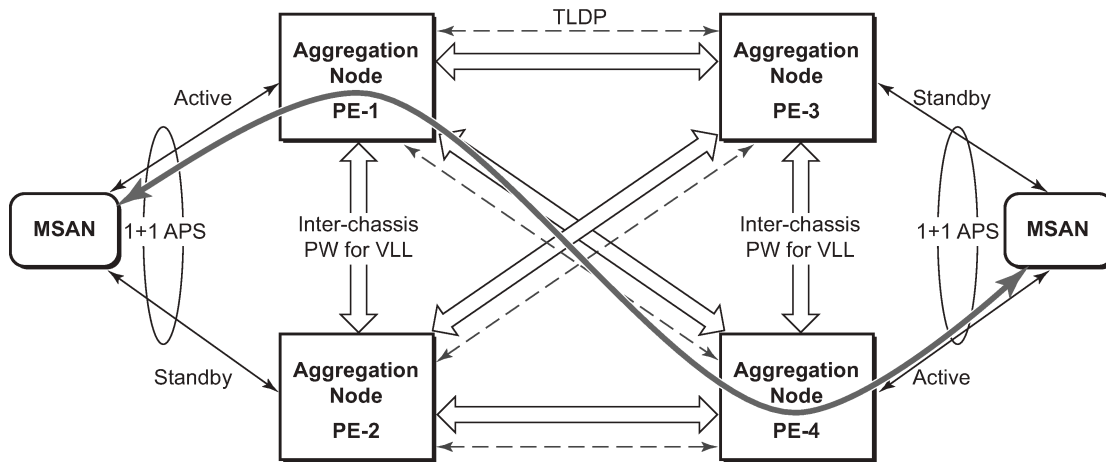 TLDP
Aggregation
Node
PE-1
Aggregation
Node
PE-3
Active
Standby
MSAN
1+1 APS
Inter-chassis
PW for VLL
Inter-chassis
PW for VLL
1+1 APS
MSAN
Standby
Aggregation
Node
PE-2
Aggregation
Node
PE-4
Active